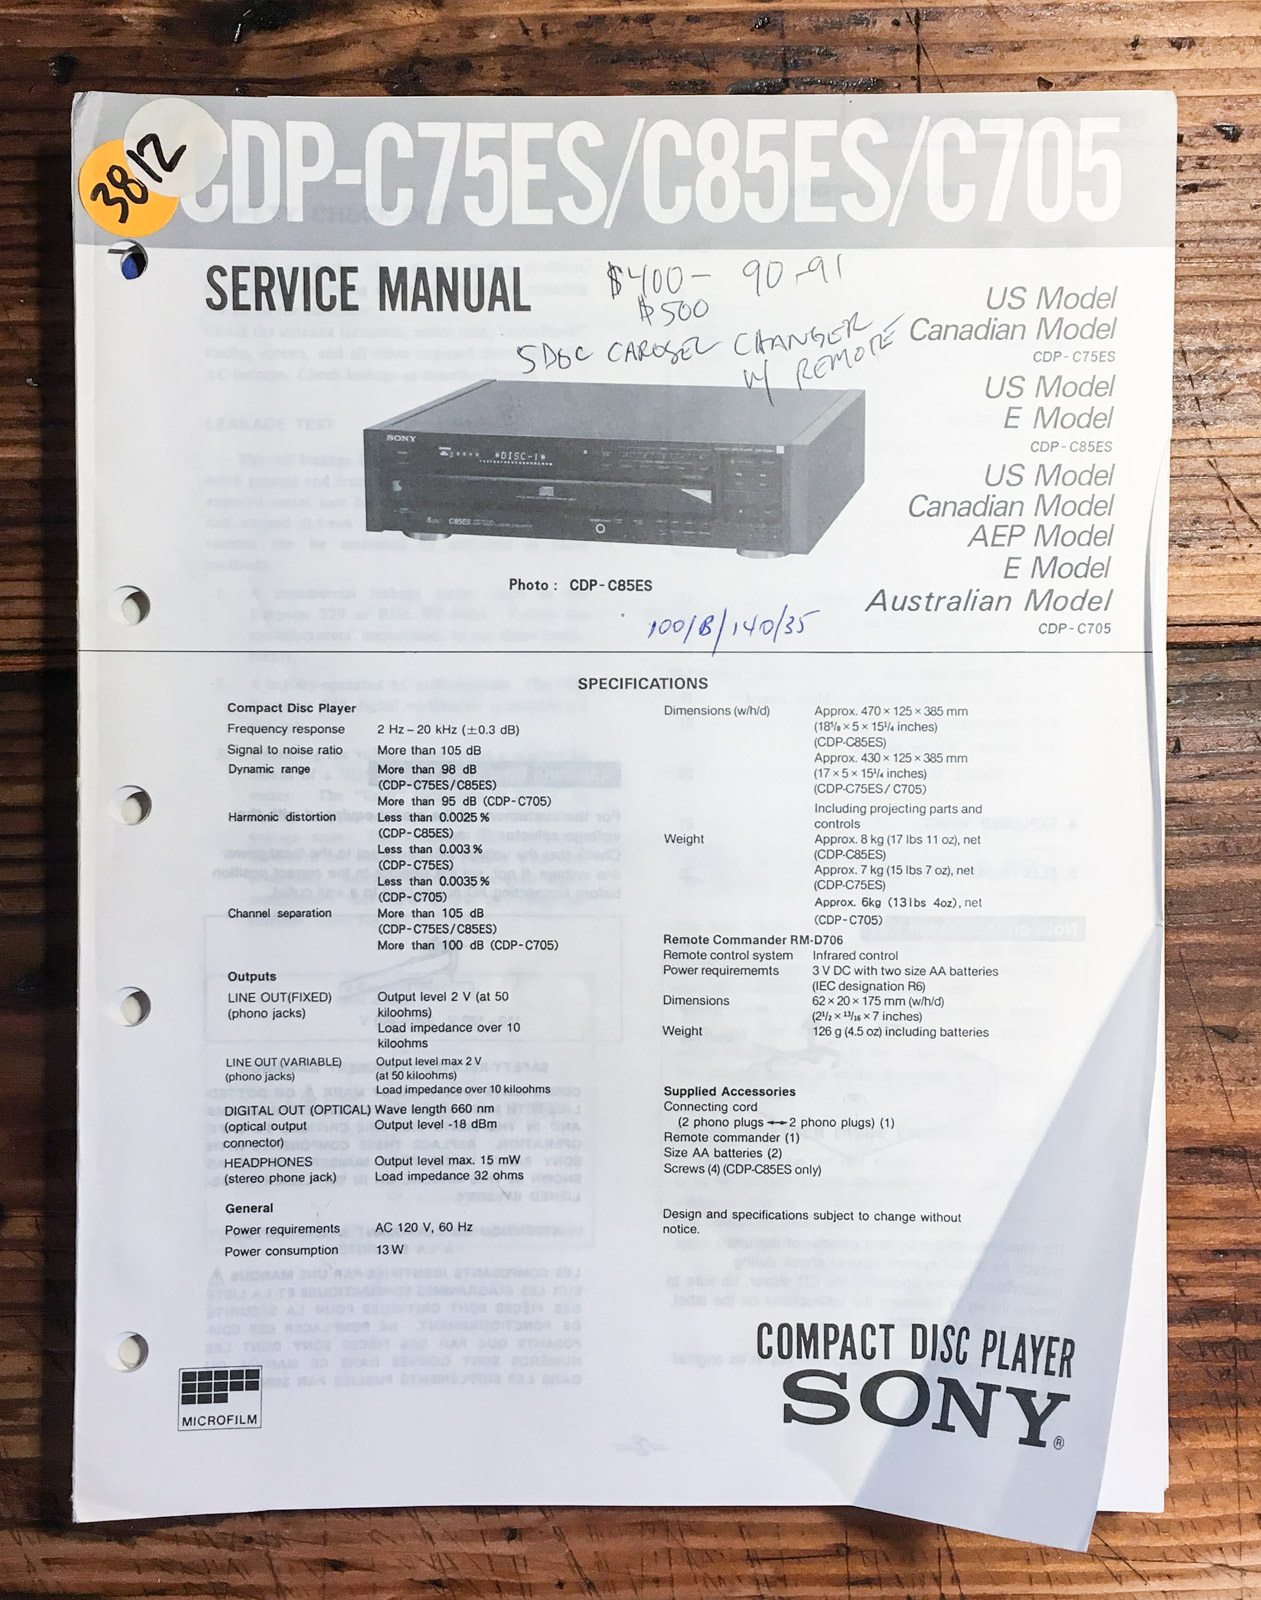 CDP-C75ES/C85ES/C705
3812
SERVICE MANUAL
$400- 90-91
$500
5 DISC CAROSEL CHANGER
W/ REMOTE
US Model
Canadian Model
CDP-C75ES
US Model
E Model
CDP-C85ES
US Model
Canadian Model
AEP Model
E Model
Australian Model
CDP-C705
SONY
*DISC-1*
C85ES
Photo : CDP-C85ES
100/B/140/35
SPECIFICATIONS
Compact Disc Player
Frequency response 2 Hz – 20 kHz (±0.3 dB)
Signal to noise ratio More than 105 dB
Dynamic range More than 98 dB
(CDP-C75ES/C85ES)
More than 95 dB (CDP-C705)
Harmonic distortion Less than 0.0025 %
(CDP-C85ES)
Less than 0.003 %
(CDP-C75ES)
Less than 0.0035 %
(CDP-C705)
Channel separation More than 105 dB
(CDP-C75ES/C85ES)
More than 100 dB (CDP-C705)
Outputs
LINE OUT(FIXED) Output level 2 V (at 50
(phono jacks) kiloohms)
Load impedance over 10
kiloohms
LINE OUT (VARIABLE) Output level max 2 V
(phono jacks) (at 50 kiloohms)
Load impedance over 10 kiloohms
DIGITAL OUT (OPTICAL) Wave length 660 nm
(optical output Output level -18 dBm
connector)
HEADPHONES Output level max. 15 mW
(stereo phone jack) Load impedance 32 ohms
General
Power requirements AC 120 V, 60 Hz
Power consumption 13 W
Dimensions (w/h/d) Approx. 470 × 125 × 385 mm
(18⁵/₈ × 5 × 15¹/₄ inches)
(CDP-C85ES)
Approx. 430 × 125 × 385 mm
(17 × 5 × 15¹/₄ inches)
(CDP-C75ES/ C705)
Including projecting parts and
controls
Weight Approx. 8 kg (17 lbs 11 oz), net
(CDP-C85ES)
Approx. 7 kg (15 lbs 7 oz), net
(CDP-C75ES)
Approx. 6kg (13 lbs 4oz), net
(CDP-C705)
Remote Commander RM-D706
Remote control system Infrared control
Power requirememts 3 V DC with two size AA batteries
(IEC designation R6)
Dimensions 62 × 20 × 175 mm (w/h/d)
(2¹/₂ × ¹³/₁₆ × 7 inches)
Weight 126 g (4.5 oz) including batteries
Supplied Accessories
Connecting cord
(2 phono plugs ↔ 2 phono plugs) (1)
Remote commander (1)
Size AA batteries (2)
Screws (4) (CDP-C85ES only)
Design and specifications subject to change without
notice.
MICROFILM
COMPACT DISC PLAYER
SONY®